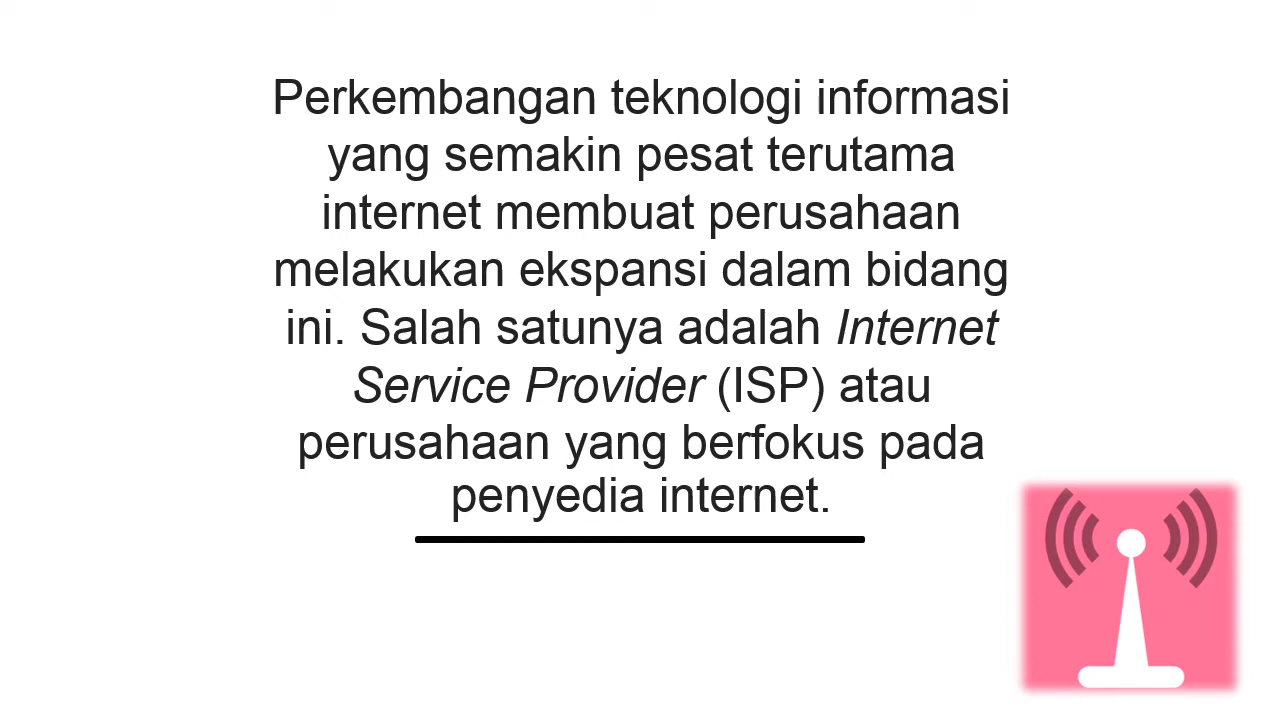 Perkembangan teknologi informasi
yang semakin pesat terutama
internet membuat perusahaan
melakukan ekspansi dalam bidang
ini. Salah satunya adalah Internet
Service Provider (ISP) atau
perusahaan yang berfokus pada
penyedia internet.